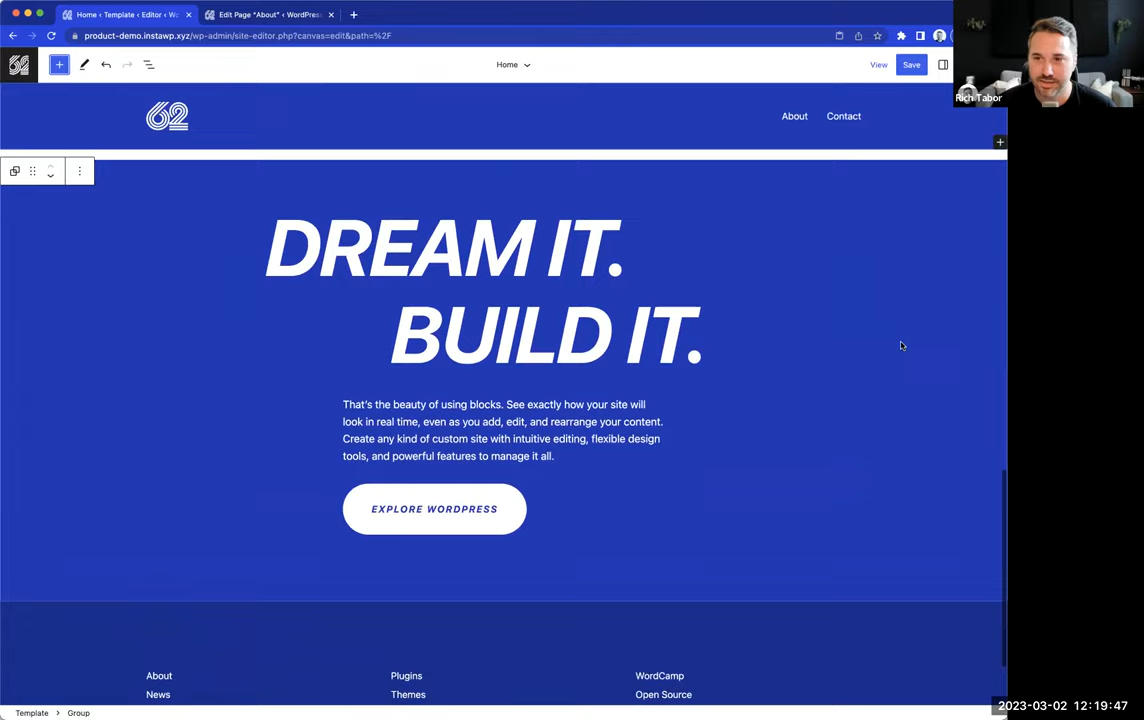 Home ‹ Template ‹ Editor ‹ Wo
Edit Page "About" ‹ WordPress
product-demo.instawp.xyz/wp-admin/site-editor.php?canvas=edit&path=%2F
62
Home
View
Save
Rich Tabor
62
About
Contact
DREAM IT.
BUILD IT.
That's the beauty of using blocks. See exactly how your site will
look in real time, even as you add, edit, and rearrange your content.
Create any kind of custom site with intuitive editing, flexible design
tools, and powerful features to manage it all.
EXPLORE WORDPRESS
About
Plugins
WordCamp
News
Themes
Open Source
Template > Group
2023-03-02 12:19:47